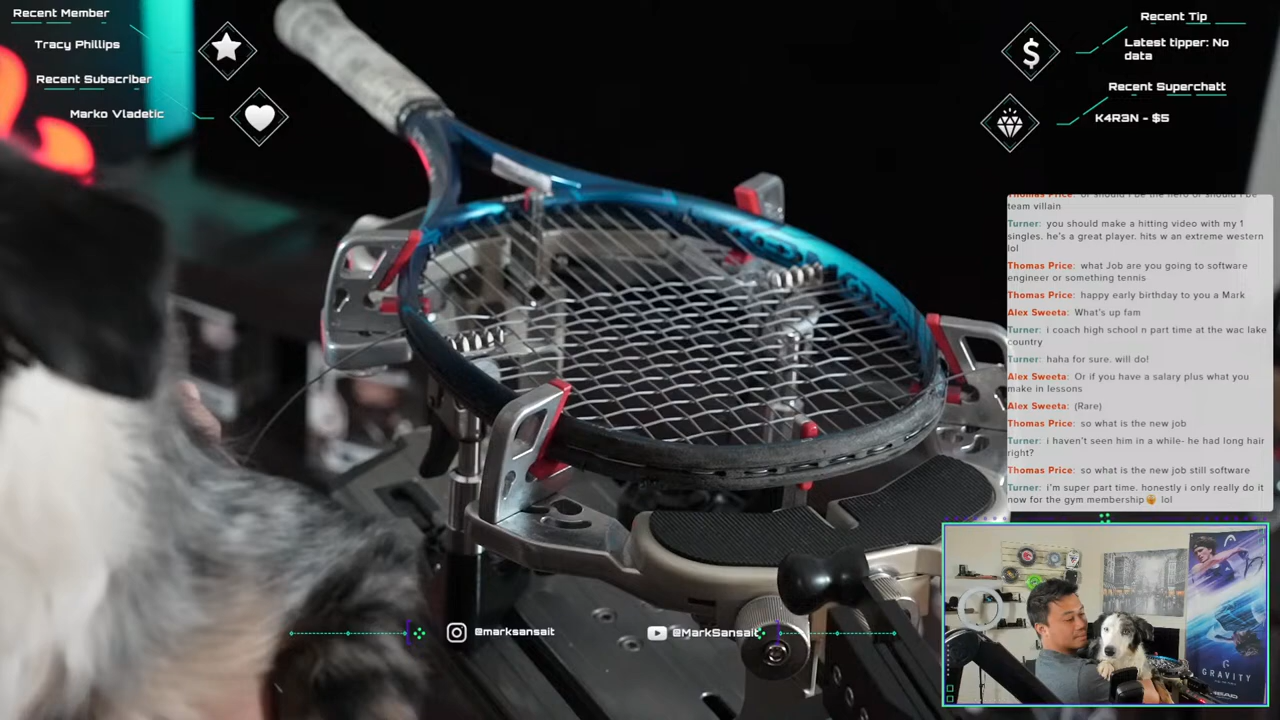 Recent Member
Tracy Phillips
Recent Subscriber
Marko Vladetic
Recent Tip
Latest tipper: No
data
Recent Superchatt
K4R3N - $5
team villain
Turner: you should make a hitting video with my 1
singles. he's a great player. hits w an extreme western
lol
Thomas Price: what Job are you going to software
engineer or something tennis
Thomas Price: happy early birthday to you a Mark
Alex Sweeta: What's up fam
Turner: i coach high school n part time at the wac lake
country
Turner: haha for sure. will do!
Alex Sweeta: Or if you have a salary plus what you
make in lessons
Alex Sweeta: (Rare)
Thomas Price: so what is the new job
Turner: i haven't seen him in a while- he had long hair
right?
Thomas Price: so what is the new job still software
Turner: i'm super part time. honestly i only really do it
now for the gym membership😩 lol
@marksansait
@MarkSansait
HEAD
GRAVITY
HEAD